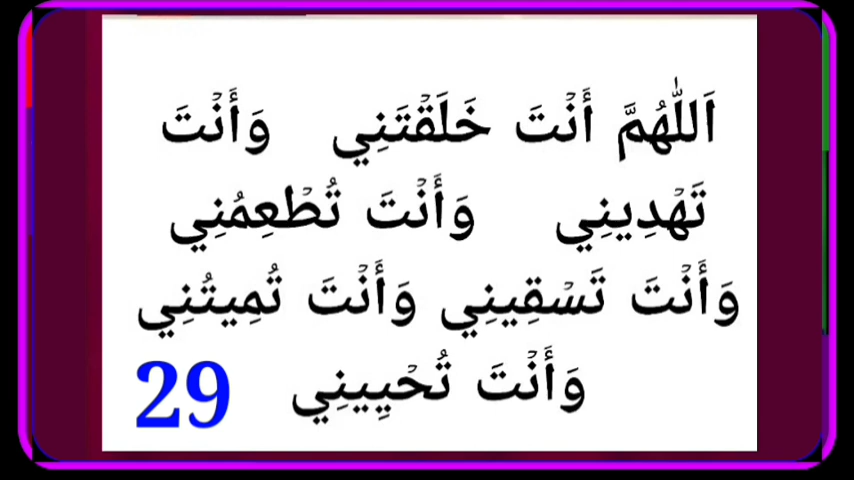 اَللّٰهُمَّ أَنْتَ خَلَقْتَنِي وَأَنْتَ
تَهْدِينِي وَأَنْتَ تُطْعِمُنِي
وَأَنْتَ تَسْقِينِي وَأَنْتَ تُمِيتُنِي
وَأَنْتَ تُحْيِينِي
29